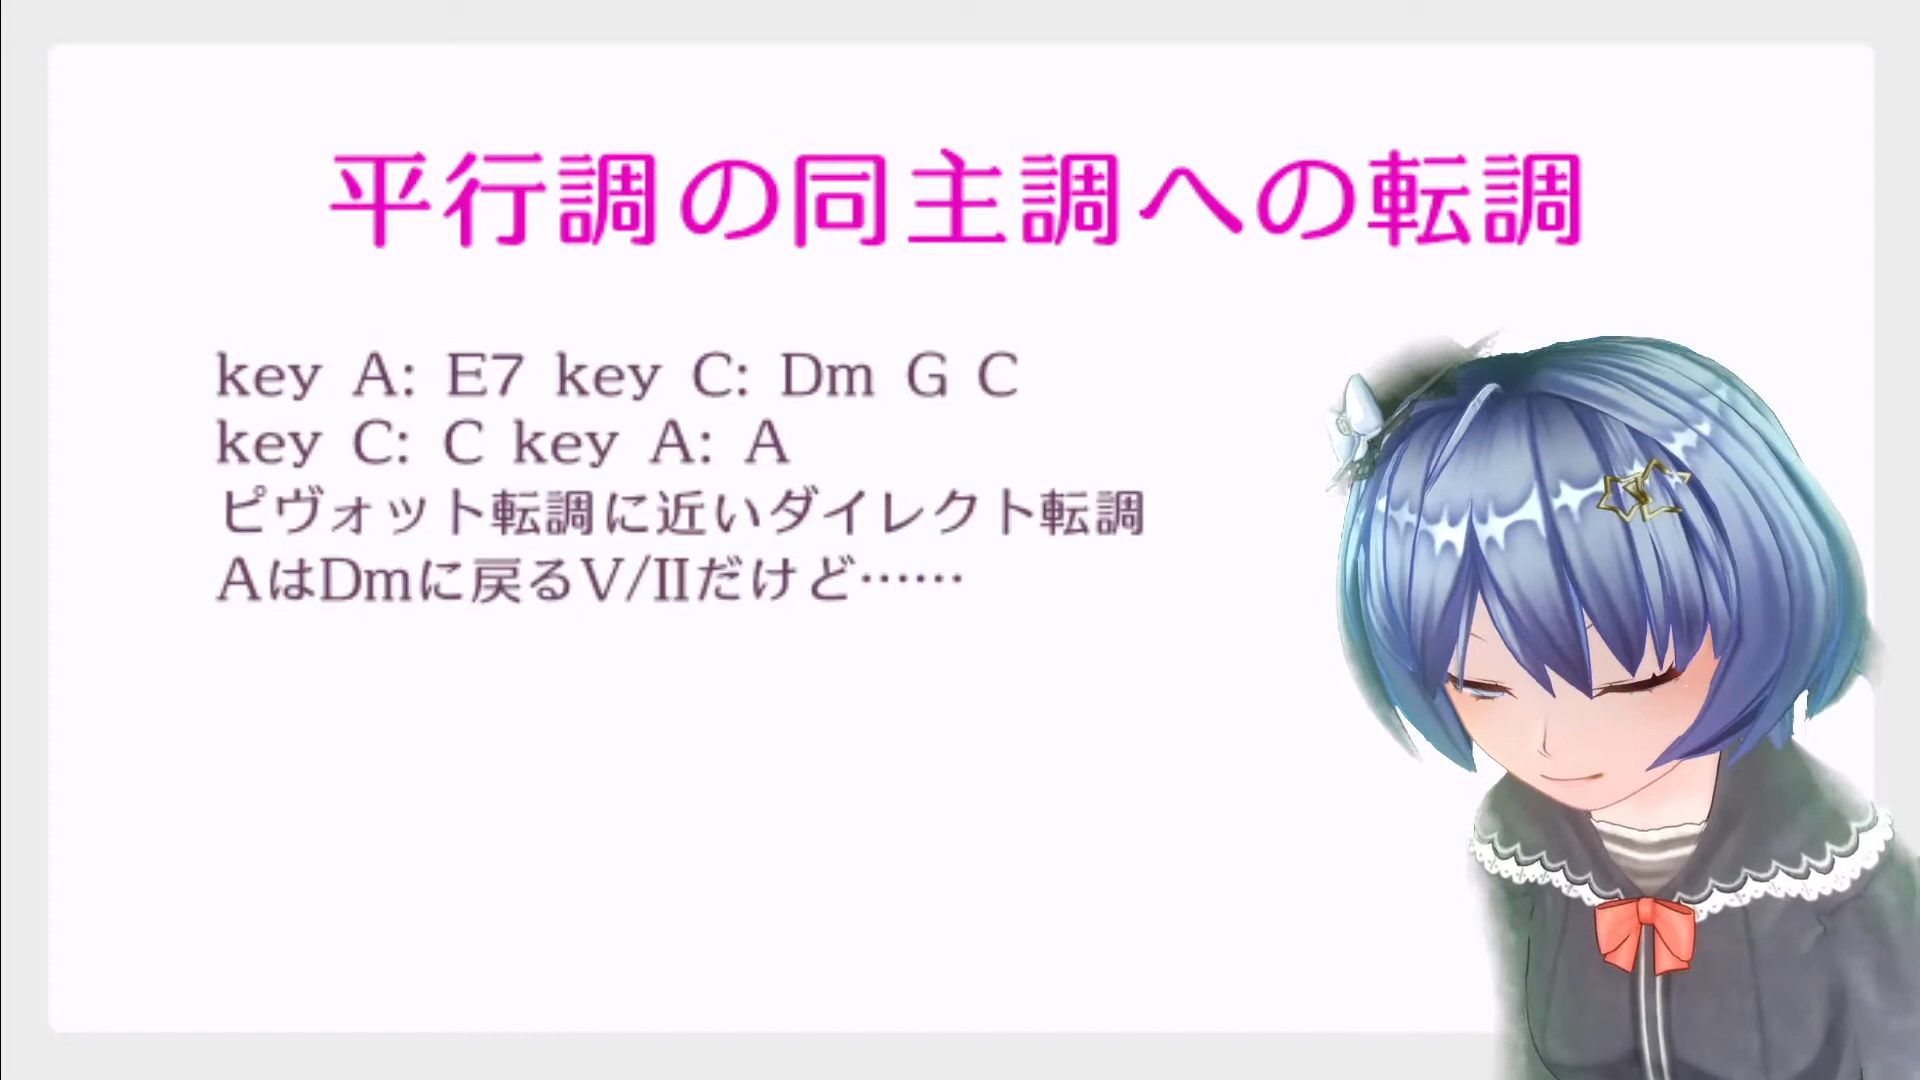 平行調の同主調への転調
key A: E7 key C: Dm G C
key C: C key A: A
ピヴォット転調に近いダイレクト転調
AはDmに戻るV/IIだけど……